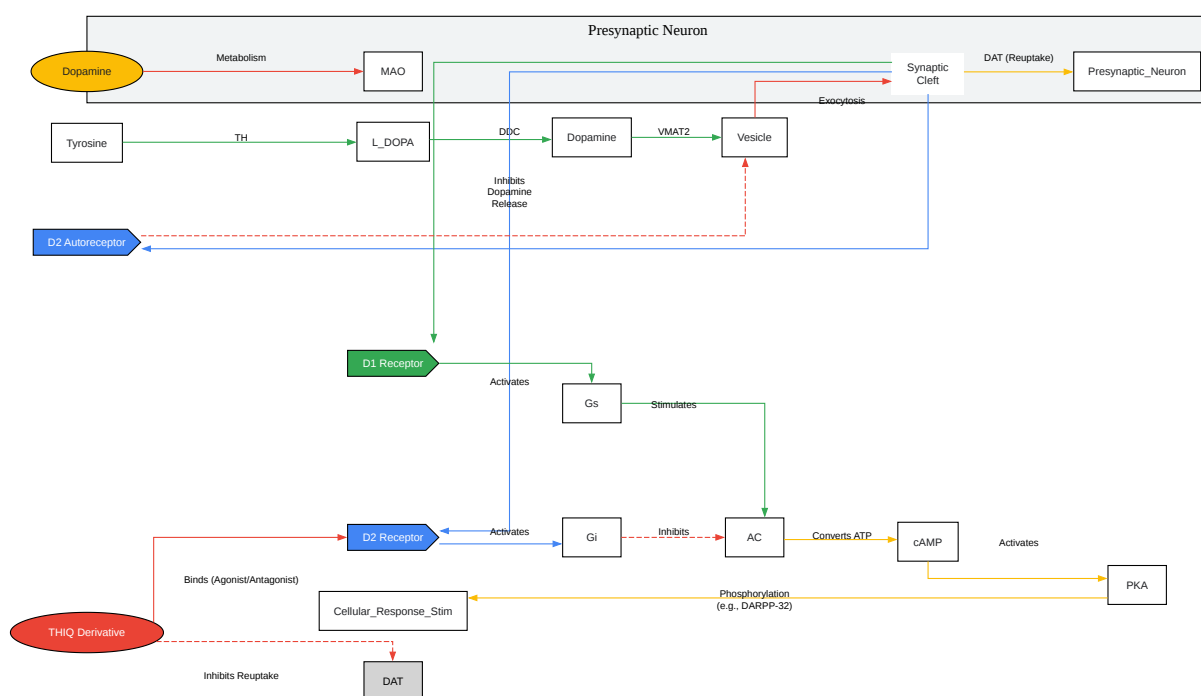 Presynaptic Neuron
Dopamine
Metabolism
MAO
Synaptic
Cleft
DAT (Reuptake)
Presynaptic_Neuron
Exocytosis
Tyrosine
TH
L_DOPA
DDC
Dopamine
VMAT2
Vesicle
Inhibits
Dopamine
Release
D2 Autoreceptor
D1 Receptor
Activates
Gs
Stimulates
D2 Receptor
Activates
Gi
Inhibits
AC
Converts ATP
cAMP
Activates
PKA
Binds (Agonist/Antagonist)
Cellular_Response_Stim
Phosphorylation
(e.g., DARPP-32)
THIQ Derivative
Inhibits Reuptake
DAT